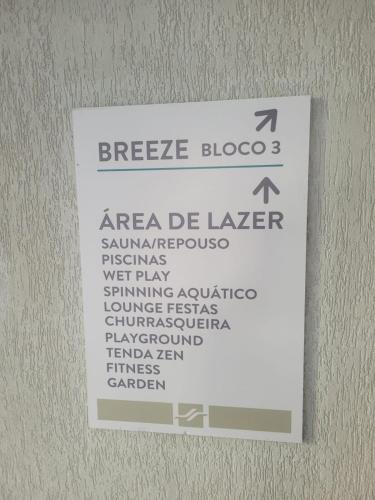 BREEZE BLOCO 3
ÁREA DE LAZER
SAUNA/REPOUSO
PISCINAS
WET PLAY
SPINNING AQUÁTICO
LOUNGE FESTAS
CHURRASQUEIRA
PLAYGROUND
TENDA ZEN
FITNESS
GARDEN